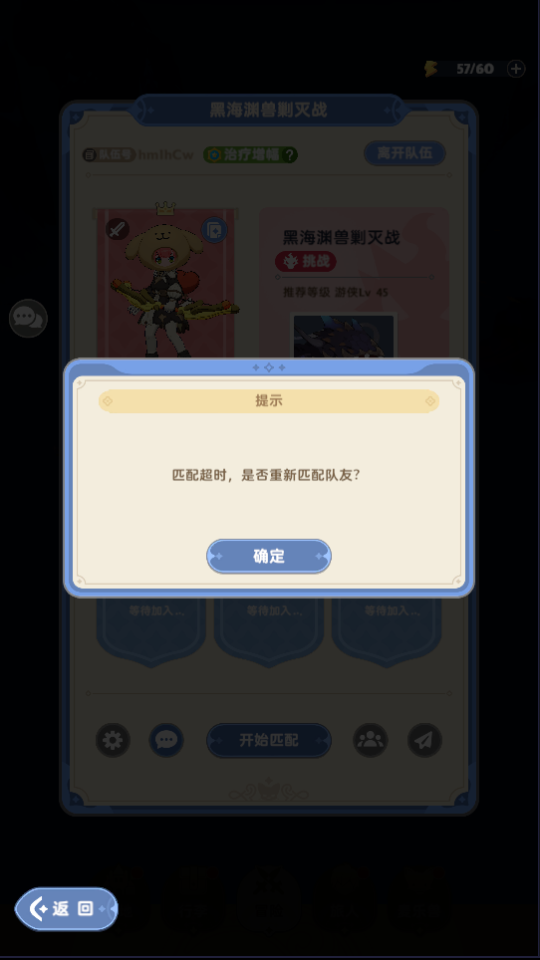 57/60
黑海渊兽剿灭战
队伍号 hmIhCw
治疗增幅 ?
离开队伍
黑海渊兽剿灭战
挑战
推荐等级 游侠Lv 45
提示
匹配超时，是否重新匹配队友？
确定
等待加入...
等待加入...
等待加入...
开始匹配
返回